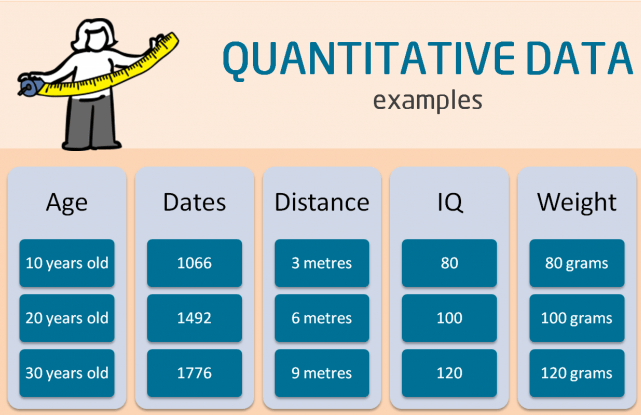 QUANTITATIVE DATA
examples
Age
10 years old
20 years old
30 years old
Dates
1066
1492
1776
Distance
3 metres
6 metres
9 metres
IQ
80
100
120
Weight
80 grams
100 grams
120 grams